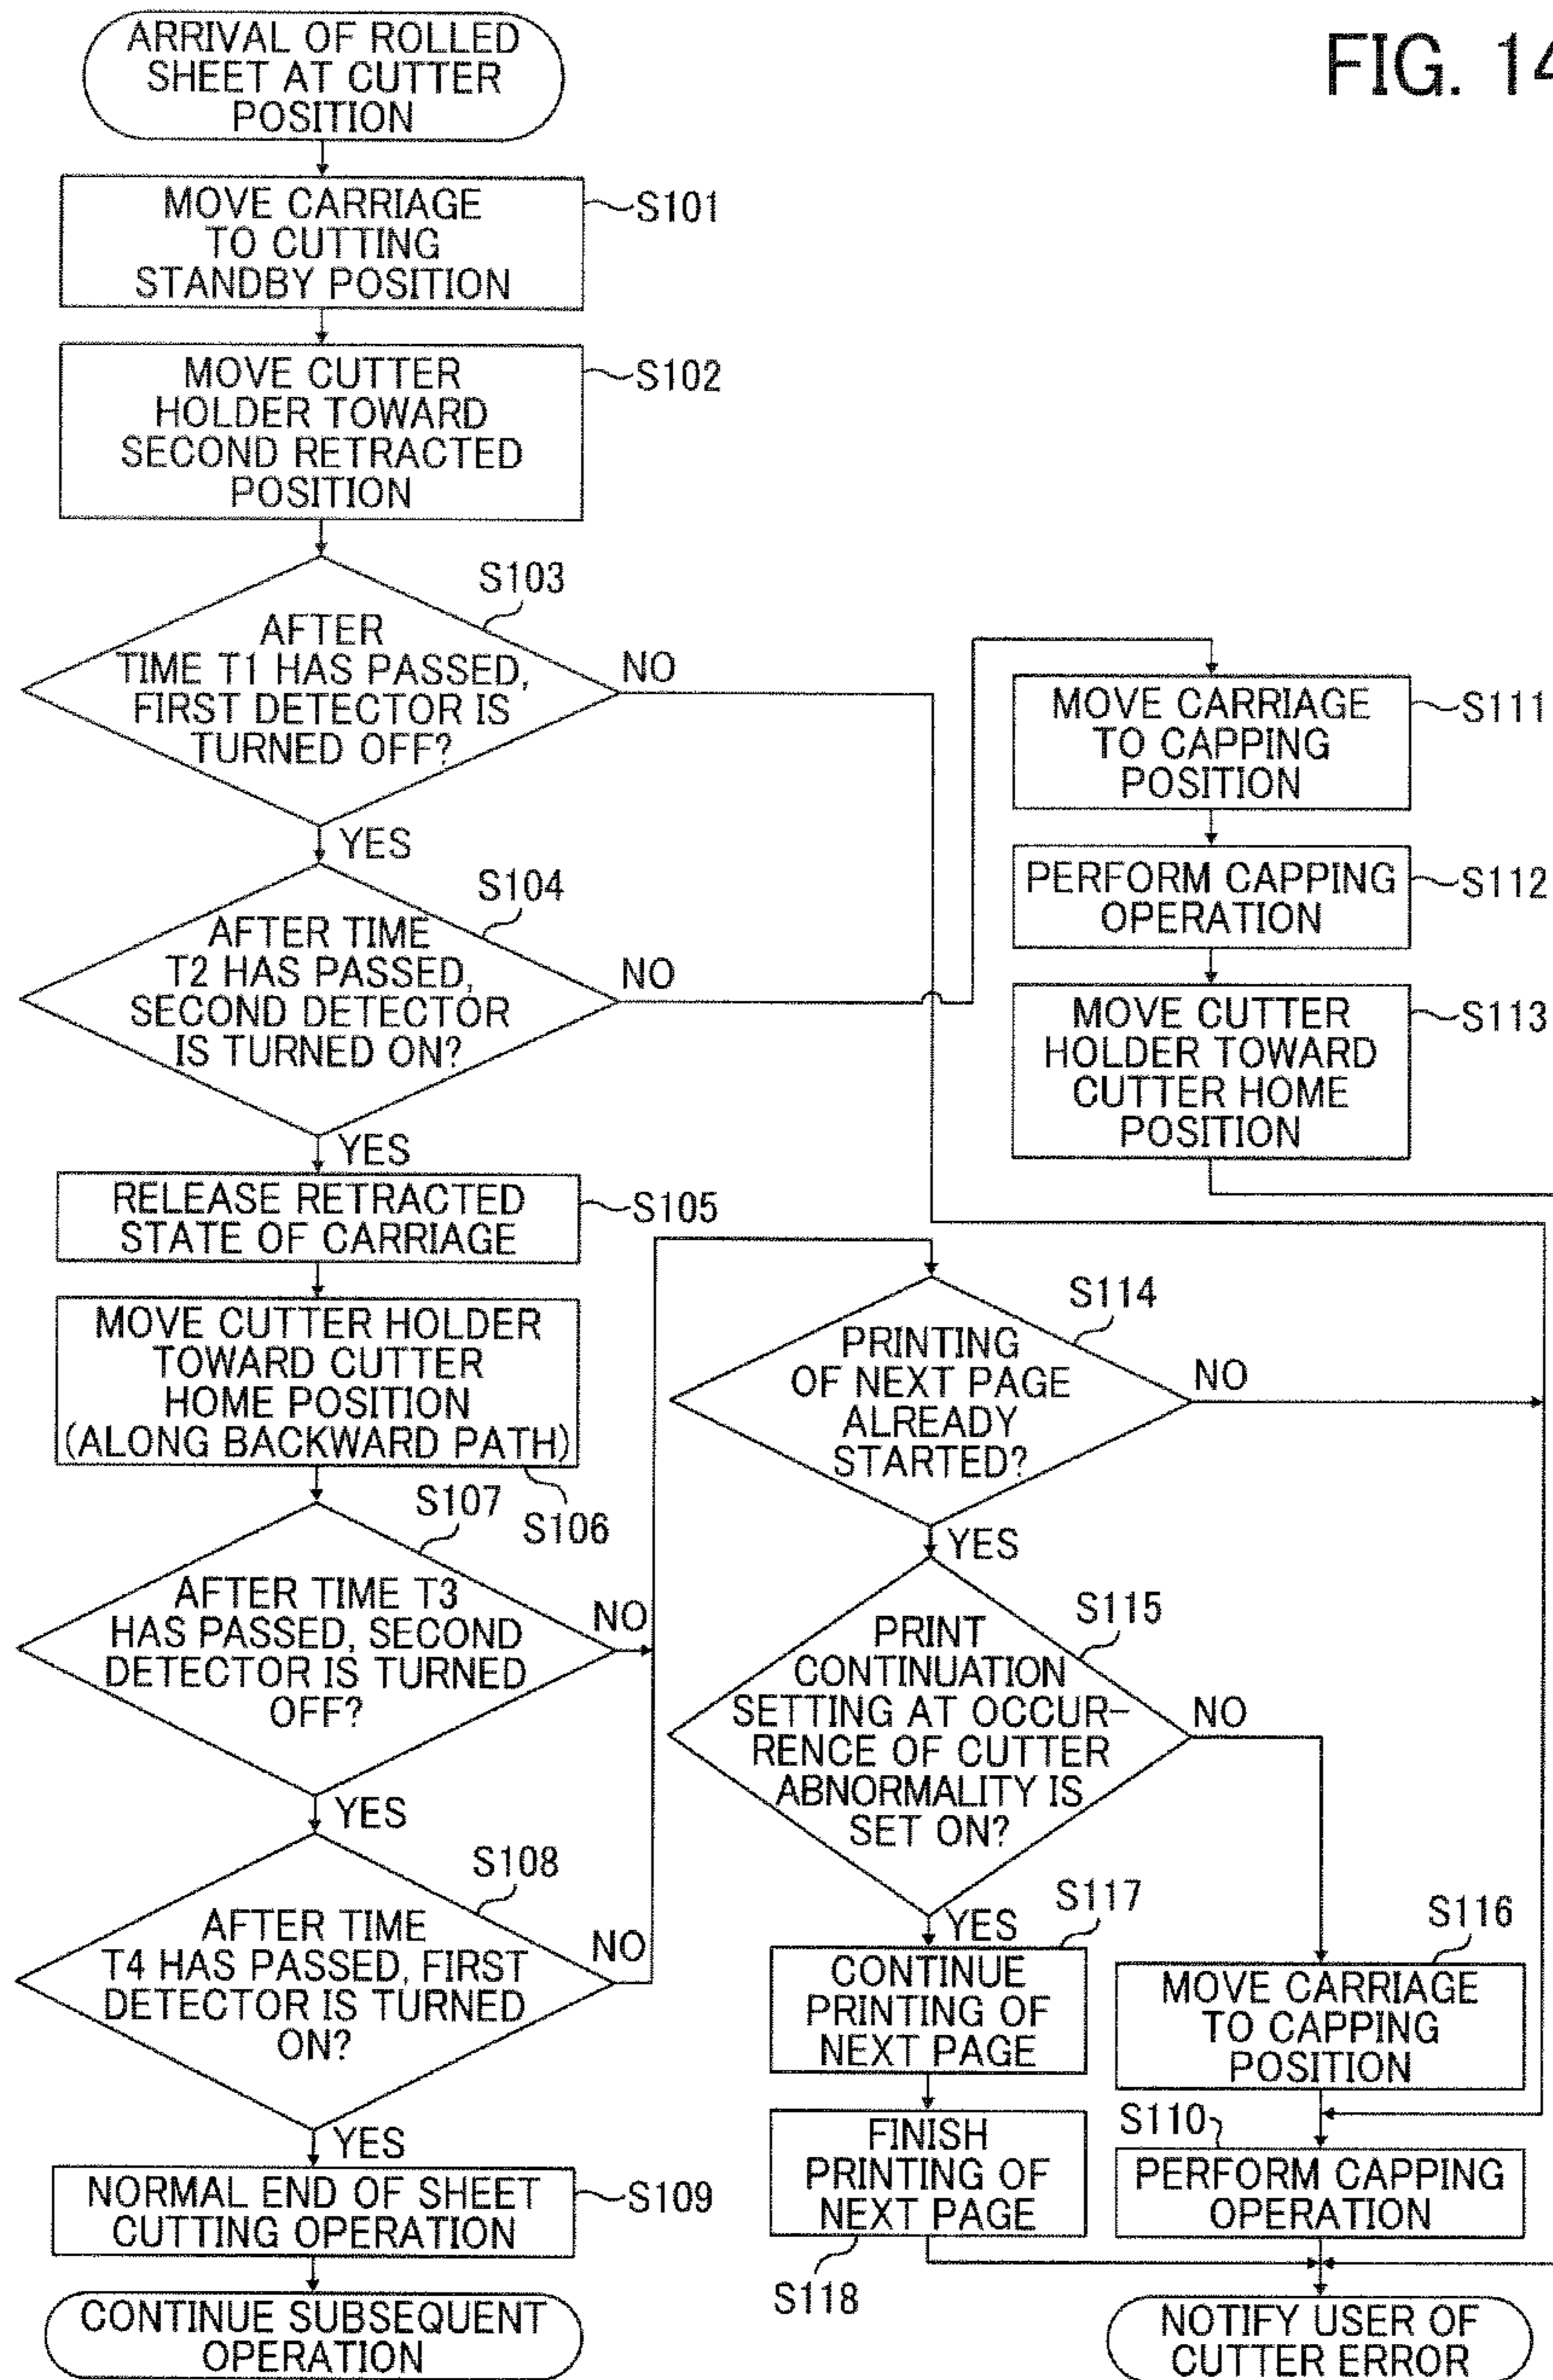 FIG. 14
ARRIVAL OF ROLLED
SHEET AT CUTTER
POSITION
MOVE CARRIAGE
TO CUTTING
STANDBY POSITION
S101
MOVE CUTTER
HOLDER TOWARD
SECOND RETRACTED
POSITION
S102
S103
AFTER
TIME T1 HAS PASSED,
FIRST DETECTOR IS
TURNED OFF?
NO
YES
S104
AFTER TIME
T2 HAS PASSED,
SECOND DETECTOR
IS TURNED ON?
NO
YES
RELEASE RETRACTED
STATE OF CARRIAGE
S105
MOVE CUTTER HOLDER
TOWARD CUTTER
HOME POSITION
(ALONG BACKWARD PATH)
S106
S107
AFTER TIME T3
HAS PASSED, SECOND
DETECTOR IS TURNED
OFF?
NO
YES
S108
AFTER TIME
T4 HAS PASSED, FIRST
DETECTOR IS TURNED
ON?
NO
YES
NORMAL END OF SHEET
CUTTING OPERATION
S109
CONTINUE SUBSEQUENT
OPERATION
MOVE CARRIAGE
TO CAPPING
POSITION
S111
PERFORM CAPPING
OPERATION
S112
MOVE CUTTER
HOLDER TOWARD
CUTTER HOME
POSITION
S113
S114
PRINTING
OF NEXT PAGE
ALREADY
STARTED?
NO
YES
S115
PRINT
CONTINUATION
SETTING AT OCCUR-
RENCE OF CUTTER
ABNORMALITY IS
SET ON?
NO
YES
S117
CONTINUE
PRINTING OF
NEXT PAGE
FINISH
PRINTING OF
NEXT PAGE
S118
S116
MOVE CARRIAGE
TO CAPPING
POSITION
S110
PERFORM CAPPING
OPERATION
NOTIFY USER OF
CUTTER ERROR